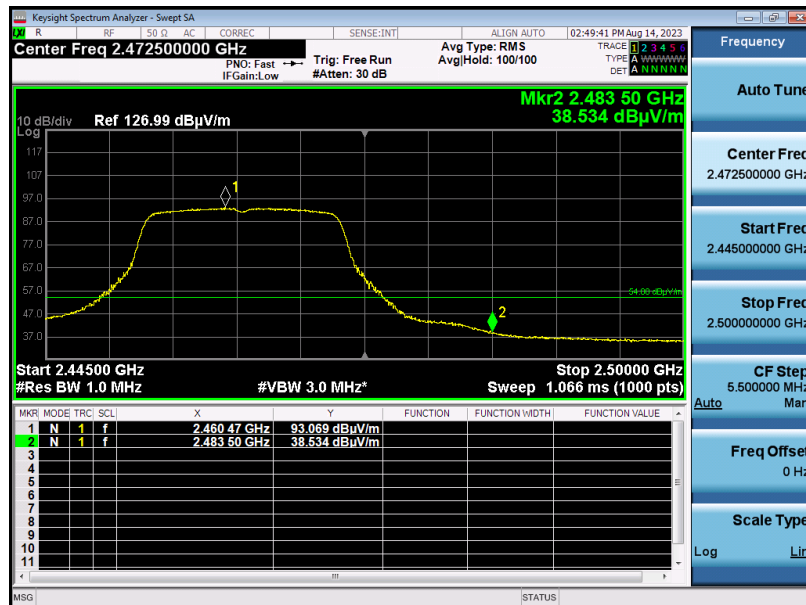 Keysight Spectrum Analyzer - Swept SA
LXI R RF 50 Ω AC CORREC SENSE:INT ALIGN AUTO 02:49:41 PM Aug 14, 2023
Center Freq 2.472500000 GHz
PNO: Fast
IFGain:Low
Trig: Free Run
#Atten: 30 dB
Avg Type: RMS
Avg|Hold: 100/100
TRACE 1 2 3 4 5 6
TYPE A W W W W W
DET A N N N N N
Mkr2 2.483 50 GHz
38.534 dBµV/m
10 dB/div Ref 126.99 dBµV/m
Log
117
107
97.0
87.0
77.0
67.0
57.0
47.0
37.0
1
2
54.00 dBµV/m
Start 2.44500 GHz Stop 2.50000 GHz
#Res BW 1.0 MHz #VBW 3.0 MHz* Sweep 1.066 ms (1000 pts)
MKR MODE TRC SCL X Y FUNCTION FUNCTION WIDTH FUNCTION VALUE
1 N 1 f 2.460 47 GHz 93.069 dBµV/m
2 N 1 f 2.483 50 GHz 38.534 dBµV/m
3
4
5
6
7
8
9
10
11
MSG STATUS
Frequency
Auto Tune
Center Freq
2.472500000 GHz
Start Freq
2.445000000 GHz
Stop Freq
2.500000000 GHz
CF Step
5.500000 MHz
Auto Man
Freq Offset
0 Hz
Scale Type
Log Lin